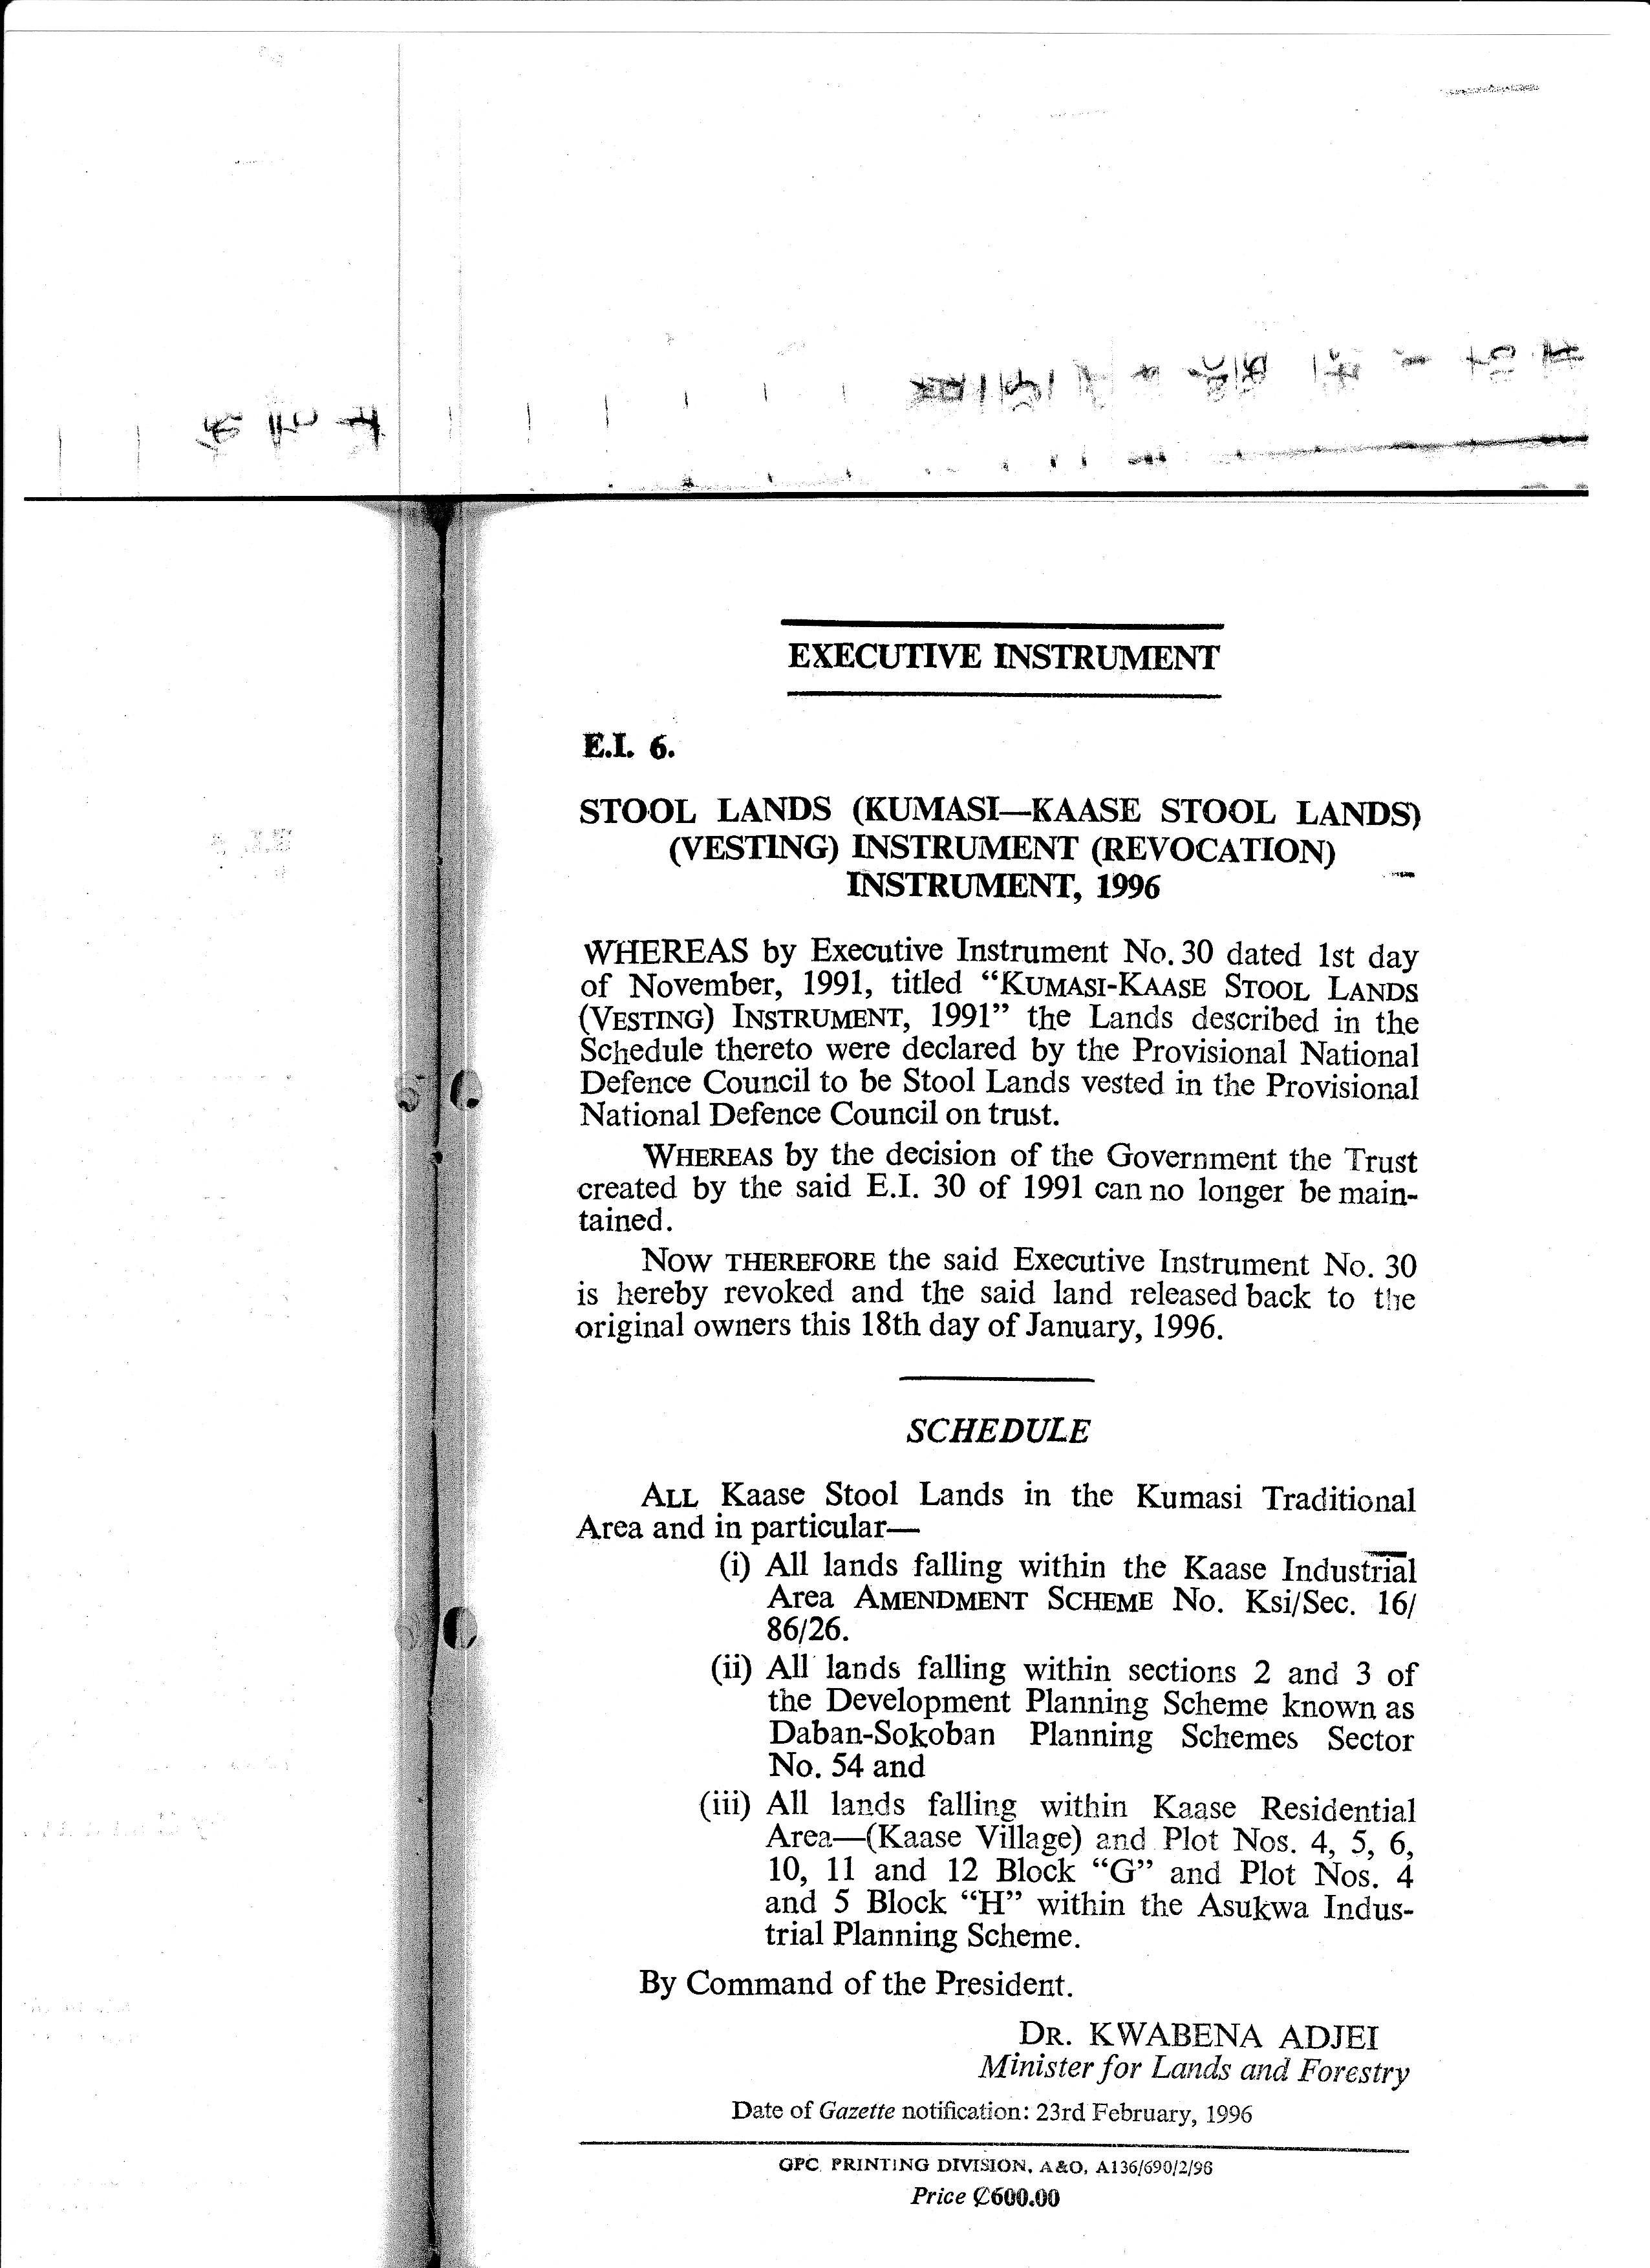 EXECUTIVE INSTRUMENT
E.I. 6.
STOOL LANDS (KUMASI—KAASE STOOL LANDS)
(VESTING) INSTRUMENT (REVOCATION)
INSTRUMENT, 1996
WHEREAS by Executive Instrument No. 30 dated 1st day
of November, 1991, titled “KUMASI-KAASE STOOL LANDS
(VESTING) INSTRUMENT, 1991” the Lands described in the
Schedule thereto were declared by the Provisional National
Defence Council to be Stool Lands vested in the Provisional
National Defence Council on trust.
WHEREAS by the decision of the Government the Trust
created by the said E.I. 30 of 1991 can no longer be main-
tained.
NOW THEREFORE the said Executive Instrument No. 30
is hereby revoked and the said land released back to the
original owners this 18th day of January, 1996.
SCHEDULE
ALL Kaase Stool Lands in the Kumasi Traditional
Area and in particular—
(i) All lands falling within the Kaase Industrial
Area AMENDMENT SCHEME No. Ksi/Sec. 16/
86/26.
(ii) All lands falling within sections 2 and 3 of
the Development Planning Scheme known as
Daban-Sokoban Planning Schemes Sector
No. 54 and
(iii) All lands falling within Kaase Residential
Area—(Kaase Village) and Plot Nos. 4, 5, 6,
10, 11 and 12 Block “G” and Plot Nos. 4
and 5 Block “H” within the Asukwa Indus-
trial Planning Scheme.
By Command of the President.
DR. KWABENA ADJEI
Minister for Lands and Forestry
Date of Gazette notification: 23rd February, 1996
GPC PRINTING DIVISION, A&O, A136/690/2/96
Price ₵600.00